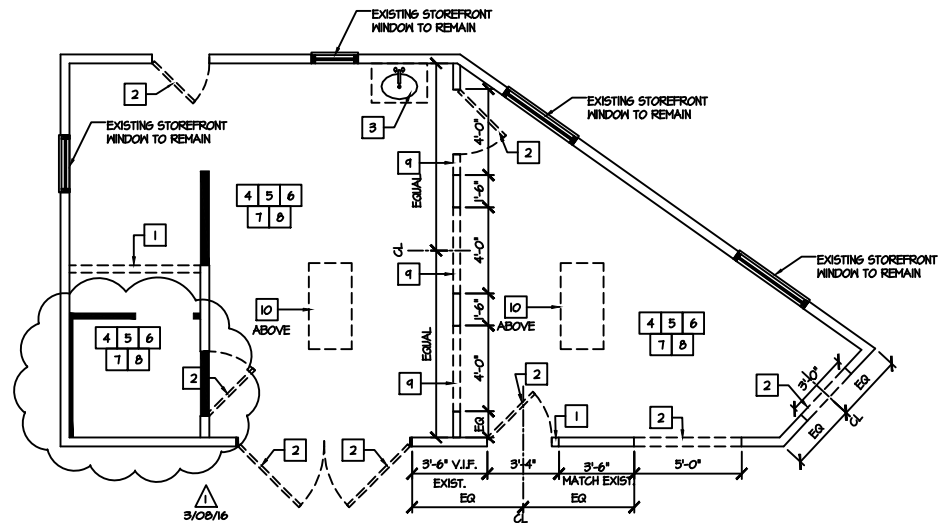 EXISTING STOREFRONT
WINDOW TO REMAIN
2
3
EXISTING STOREFRONT
WINDOW TO REMAIN
EXISTING STOREFRONT
WINDOW TO REMAIN
4'-0"
2
9
EQUAL
1'-6"
4 5 6
7 8
1
CL
4'-0"
9
EXISTING STOREFRONT
WINDOW TO REMAIN
10
ABOVE
1'-6"
10
ABOVE
4 5 6
7 8
4 5 6
7 8
EQUAL
4'-0"
9
2
2
2
3'-0"
EQ
CL
EQ
EQ
1
2
2
2
3'-6" V.I.F.
EXIST.
3'-4"
3'-6"
MATCH EXIST
5'-0"
EQ
EQ
CL
1
3/08/16